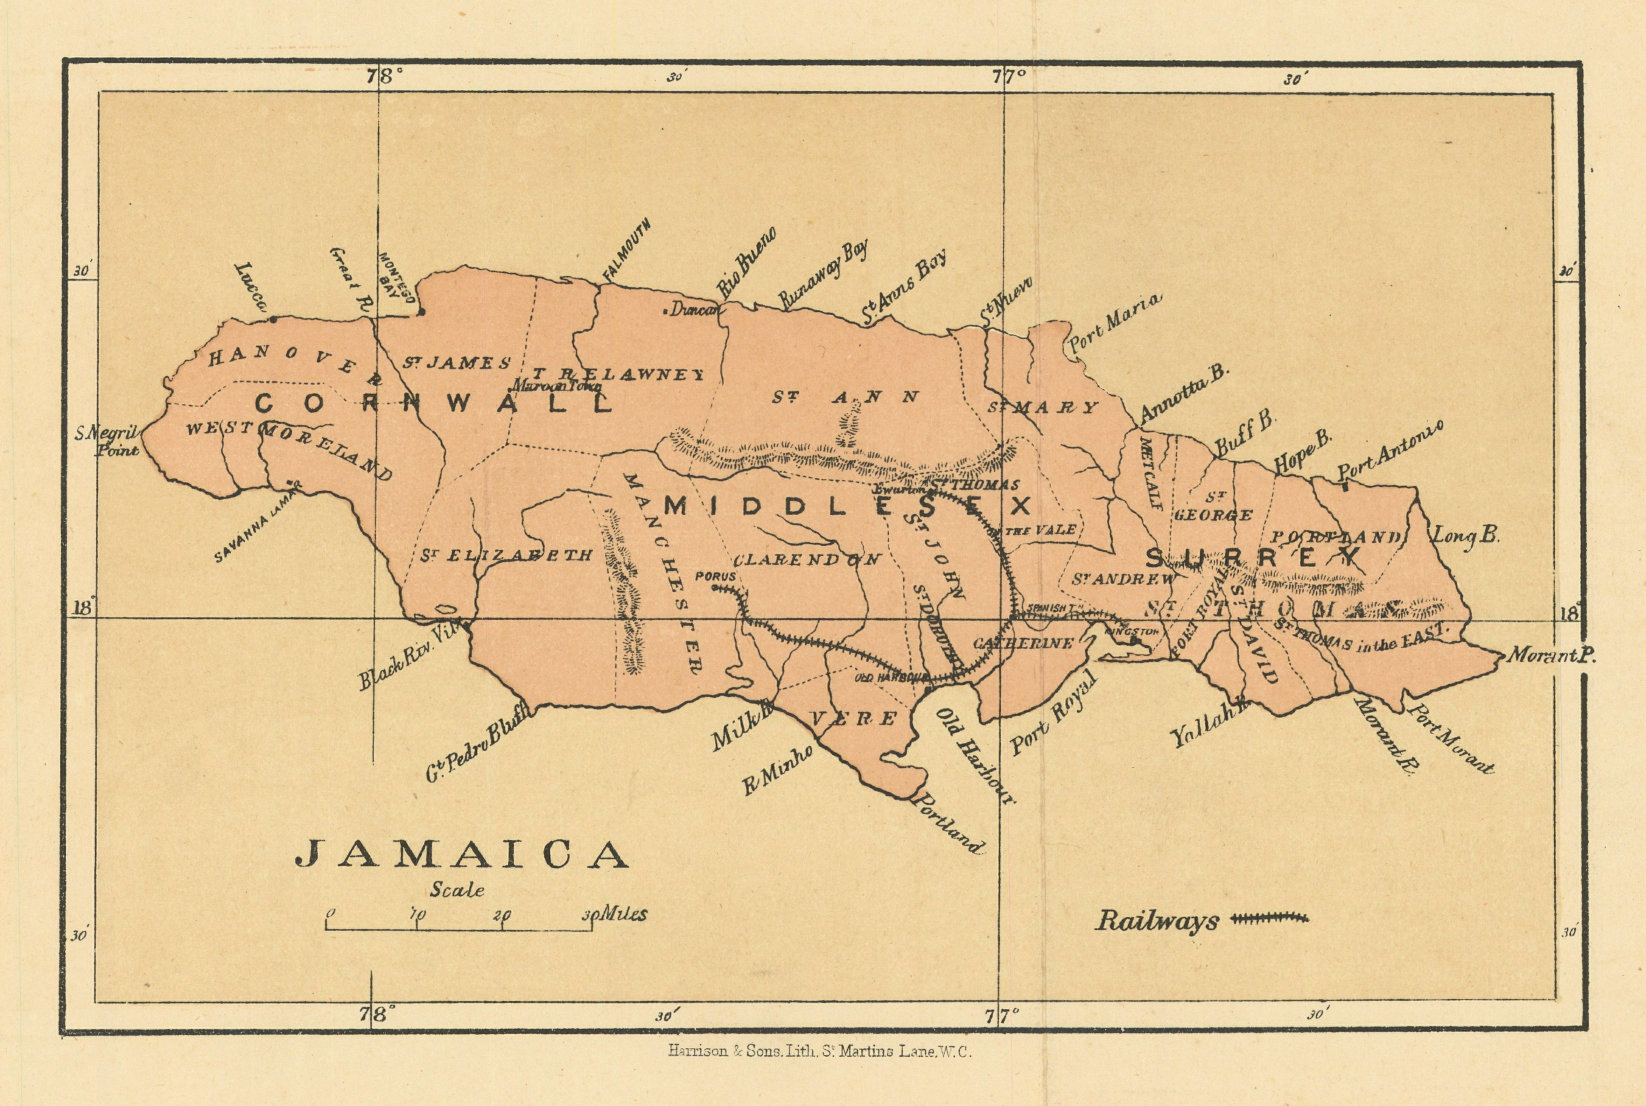 78°
30'
77°
30'
30'
30'
Lucca
Great R.
MONTEGO
BAY
FALMOUTH
Rio Bueno
Runaway Bay
St Anns Bay
St Nuevo
Port Maria
Duncan
HANOVER
St JAMES
TRELAWNEY
Maroon Town
St ANN
St MARY
Annotta B.
CORNWALL
S. Negril
Point
WESTMORELAND
Buff B.
Hope B.
Port Antonio
METCALF
SAVANNA LA MAR
MANCHESTER
MIDDLESEX
Ewarton
St THOMAS
IN THE VALE
St
GEORGE
PORTLAND
Long B.
St ELIZABETH
CLARENDON
St JOHN
SURREY
PORUS
St ANDREW
PORT ROYAL
St DAVID
St THOMAS
18°
18°
St DOROTHY
SPANISH T.
KINGSTON
CATHERINE
St THOMAS in the EAST.
Morant P.
Black Riv. Vil.
OLD HARBOUR
VERE
Gt. Pedro Bluff
Milk R.
R Minho
Old Harbour
Port Royal
Yallah R.
Morant R.
Port Morant
Portland
JAMAICA
Scale
0 10 20 30 Miles
Railways
30'
30'
78°
30'
77°
30'
Harrison & Sons, Lith, St Martins Lane, W.C.